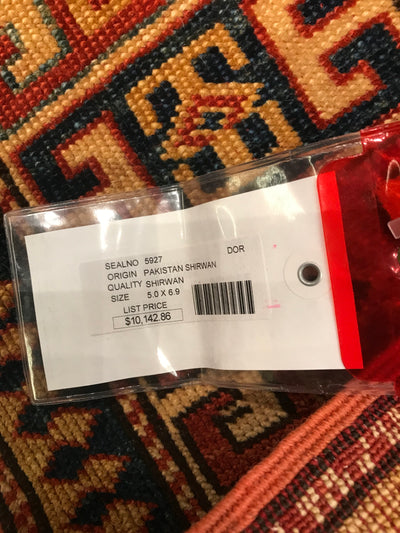 SEALNO 5927 DOR
ORIGIN PAKISTAN SHIRWAN
QUALITY SHIRWAN
SIZE 5.0 X 6.9
LIST PRICE
$10,142.86